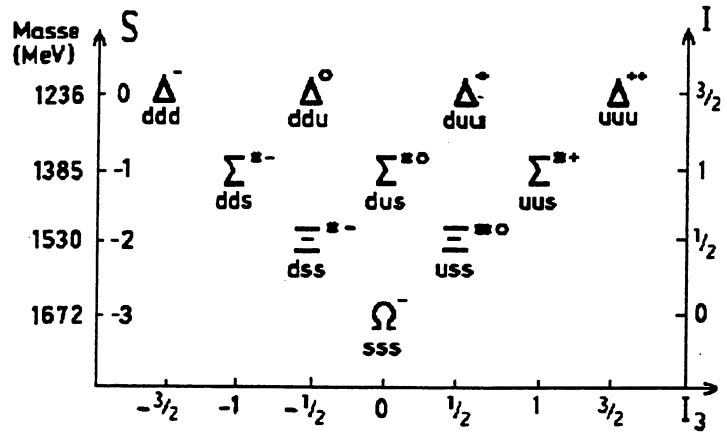 Masse (MeV) S I
1236 0 Δ⁻ Δ⁰ Δ⁺ Δ⁺⁺ 3/2
ddd ddu duu uuu
1385 -1 Σ*⁻ Σ*⁰ Σ*⁺ 1
dds dus uus
1530 -2 Ξ*⁻ Ξ*⁰ 1/2
dss uss
1672 -3 Ω⁻ 0
sss
-3/2 -1 -1/2 0 1/2 1 3/2 I₃